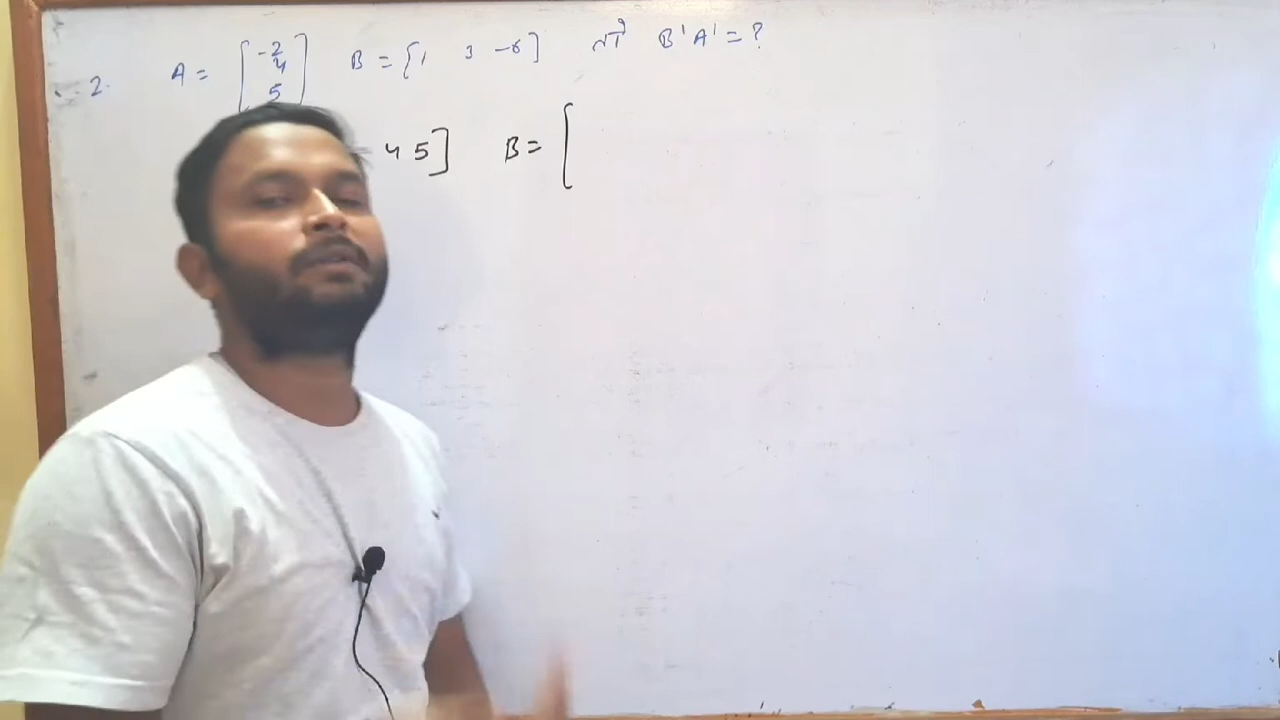 2. A = [-2 4 5] B = [1 3 -6] तो B'A' = ?
4 5] B = [